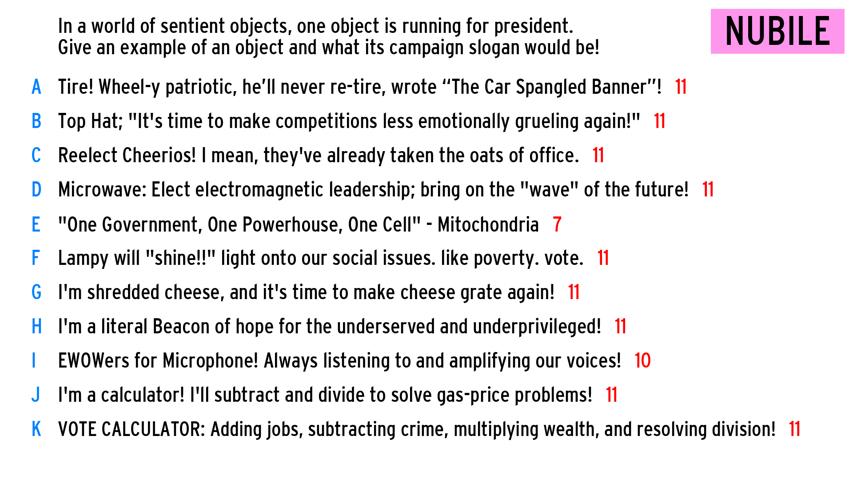 In a world of sentient objects, one object is running for president.
Give an example of an object and what its campaign slogan would be!
NUBILE
A Tire! Wheel-y patriotic, he’ll never re-tire, wrote “The Car Spangled Banner”! 11
B Top Hat; "It's time to make competitions less emotionally grueling again!" 11
C Reelect Cheerios! I mean, they've already taken the oats of office. 11
D Microwave: Elect electromagnetic leadership; bring on the "wave" of the future! 11
E "One Government, One Powerhouse, One Cell" - Mitochondria 7
F Lampy will "shine!!" light onto our social issues. like poverty. vote. 11
G I'm shredded cheese, and it's time to make cheese grate again! 11
H I'm a literal Beacon of hope for the underserved and underprivileged! 11
I EWOWers for Microphone! Always listening to and amplifying our voices! 10
J I'm a calculator! I'll subtract and divide to solve gas-price problems! 11
K VOTE CALCULATOR: Adding jobs, subtracting crime, multiplying wealth, and resolving division! 11